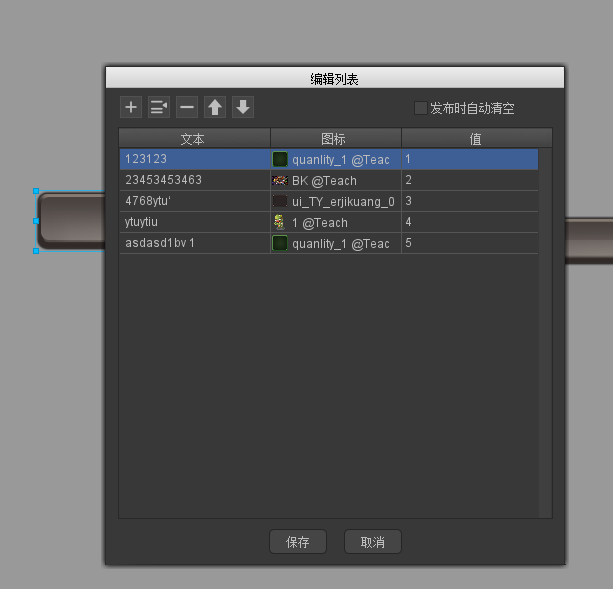 编辑列表
发布时自动清空
文本 图标 值
123123 quanlity_1 @Teac 1
23453453463 BK @Teach 2
4768ytu' ui_TY_erjikuang_0 3
ytuytiu 1 @Teach 4
asdasd1bv 1 quanlity_1 @Teac 5
保存 取消